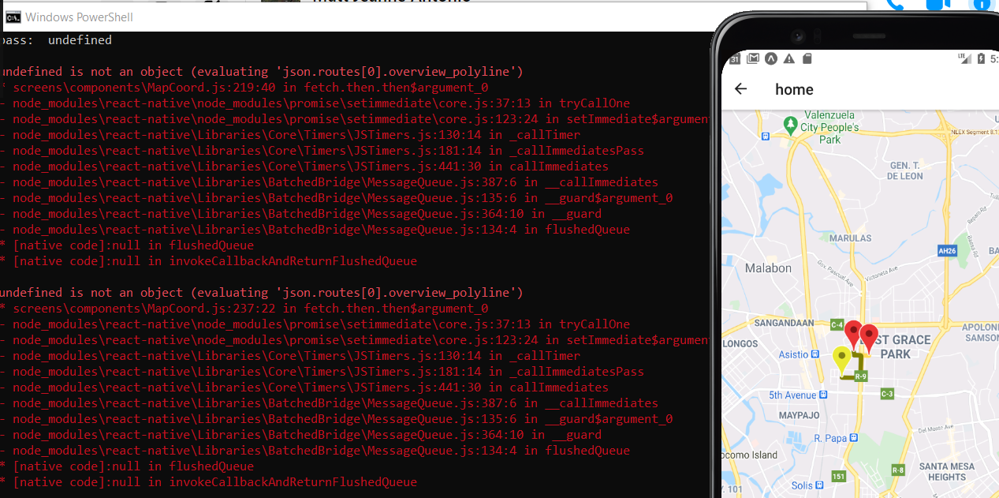 Windows PowerShell
pass: undefined
undefined is not an object (evaluating 'json.routes[0].overview_polyline')
* screens\components\MapCoord.js:219:40 in fetch.then.then$argument_0
- node_modules\react-native\node_modules\promise\setimmediate\core.js:37:13 in tryCallOne
- node_modules\react-native\node_modules\promise\setimmediate\core.js:123:24 in setImmediate$argumen
- node_modules\react-native\Libraries\Core\Timers\JSTimers.js:130:14 in _callTimer
- node_modules\react-native\Libraries\Core\Timers\JSTimers.js:181:14 in _callImmediatesPass
- node_modules\react-native\Libraries\Core\Timers\JSTimers.js:441:30 in callImmediates
- node_modules\react-native\Libraries\BatchedBridge\MessageQueue.js:387:6 in __callImmediates
- node_modules\react-native\Libraries\BatchedBridge\MessageQueue.js:135:6 in __guard$argument_0
- node_modules\react-native\Libraries\BatchedBridge\MessageQueue.js:364:10 in __guard
- node_modules\react-native\Libraries\BatchedBridge\MessageQueue.js:134:4 in flushedQueue
* [native code]:null in flushedQueue
* [native code]:null in invokeCallbackAndReturnFlushedQueue
undefined is not an object (evaluating 'json.routes[0].overview_polyline')
* screens\components\MapCoord.js:237:22 in fetch.then.then$argument_0
- node_modules\react-native\node_modules\promise\setimmediate\core.js:37:13 in tryCallOne
- node_modules\react-native\node_modules\promise\setimmediate\core.js:123:24 in setImmediate$argumen
- node_modules\react-native\Libraries\Core\Timers\JSTimers.js:130:14 in _callTimer
- node_modules\react-native\Libraries\Core\Timers\JSTimers.js:181:14 in _callImmediatesPass
- node_modules\react-native\Libraries\Core\Timers\JSTimers.js:441:30 in callImmediates
- node_modules\react-native\Libraries\BatchedBridge\MessageQueue.js:387:6 in __callImmediates
- node_modules\react-native\Libraries\BatchedBridge\MessageQueue.js:135:6 in __guard$argument_0
- node_modules\react-native\Libraries\BatchedBridge\MessageQueue.js:364:10 in __guard
- node_modules\react-native\Libraries\BatchedBridge\MessageQueue.js:134:4 in flushedQueue
* [native code]:null in flushedQueue
* [native code]:null in invokeCallbackAndReturnFlushedQueue
31
LTE
5:
home
Valenzuela
City People's
Park
NLEX Segment 8.1
GEN. T.
DE LEON
MARULAS
AH26
BA
Malabon
Gov. Pascual Ave
Victoneta Ave
SANGANDAAN
C-4
APOLON
SAMSON
LONGOS
ST GRACE
PARK
Asistio
R-9
5th Avenue
C-3
MAYPAJO
R. Papa
Del Monte Ave
ocomo Island
R-8
SANTA MESA
HEIGHTS
151
Solis
101